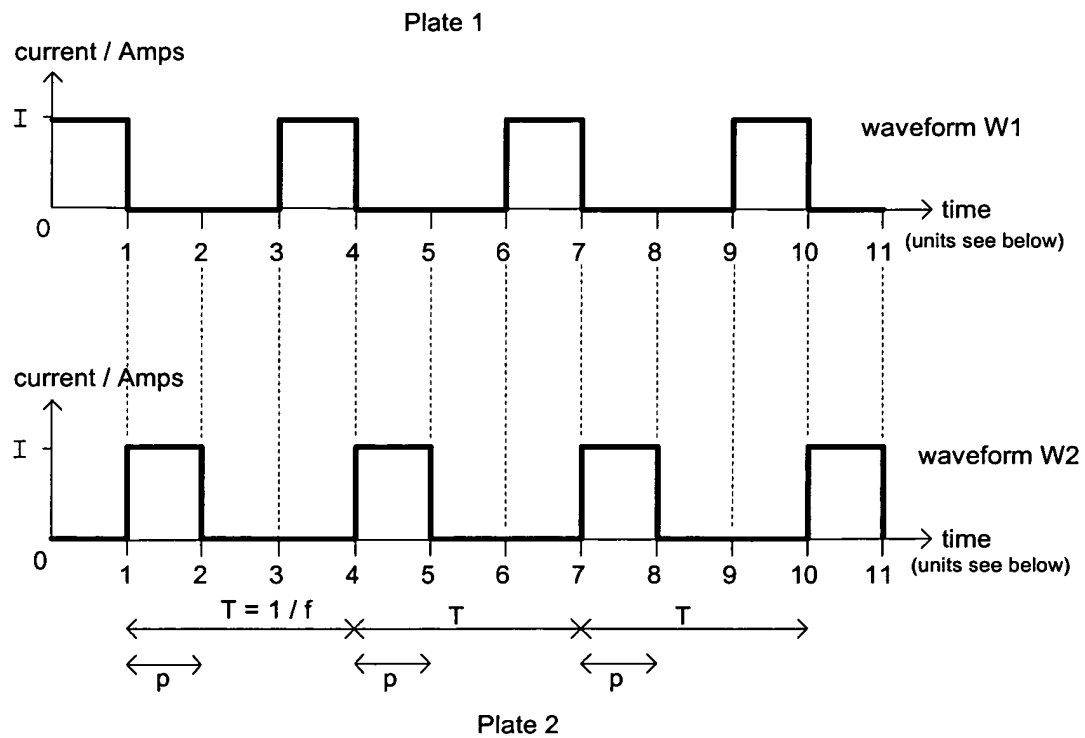 Plate 1
current / Amps
I
waveform W1
0
time
1 2 3 4 5 6 7 8 9 10 11
(units see below)
current / Amps
I
waveform W2
0
time
1 2 3 4 5 6 7 8 9 10 11
(units see below)
T = 1 / f T T
p p p
Plate 2